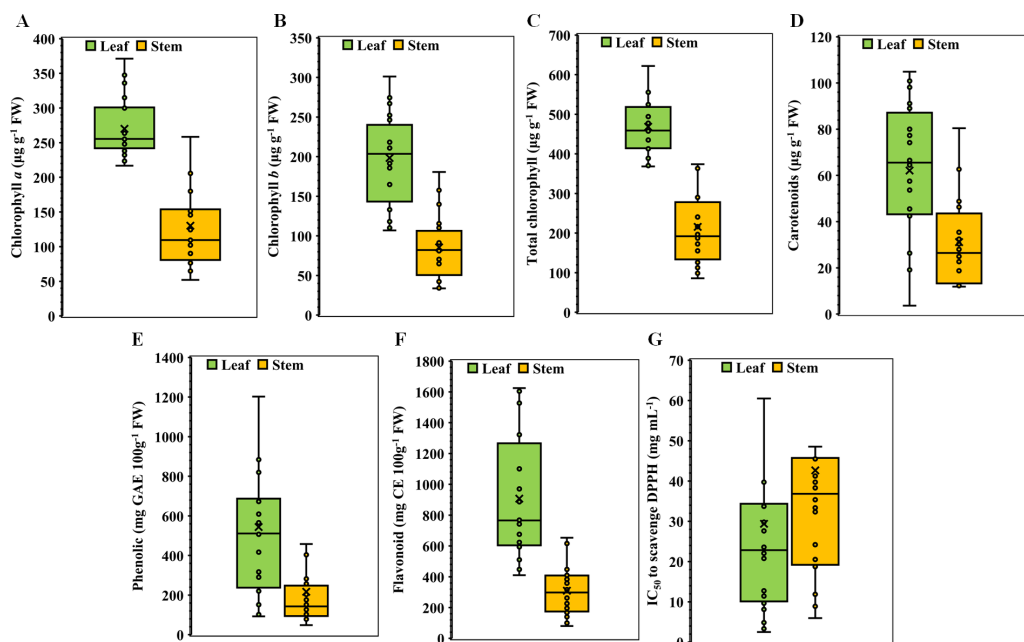 A
Leaf Stem
Chlorophyll a (µg g⁻¹ FW)
400
350
300
250
200
150
100
50
0
B
Leaf Stem
Chlorophyll b (µg g⁻¹ FW)
350
300
250
200
150
100
50
0
C
Leaf Stem
Total chlorophyll (µg g⁻¹ FW)
700
600
500
400
300
200
100
0
D
Leaf Stem
Carotenoids (µg g⁻¹ FW)
120
100
80
60
40
20
0
E
Leaf Stem
Phenolic (mg GAE 100g⁻¹ FW)
1400
1200
1000
800
600
400
200
0
F
Leaf Stem
Flavonoid (mg CE 100g⁻¹ FW)
1800
1600
1400
1200
1000
800
600
400
200
0
G
Leaf Stem
IC₅₀ to scavenge DPPH (mg mL⁻¹)
70
60
50
40
30
20
10
0